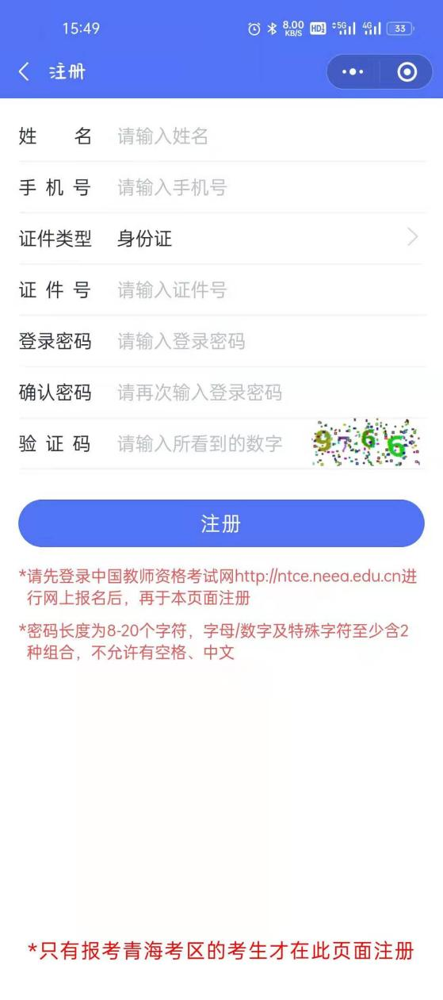 15:49 8.00 KB/S HD 5G 4G 33
注册
姓名 请输入姓名
手机号 请输入手机号
证件类型 身份证
证件号 请输入证件号
登录密码 请输入登录密码
确认密码 请再次输入登录密码
验证码 请输入所看到的数字 9766
注册
*请先登录中国教师资格考试网http://ntce.neea.edu.cn进
行网上报名后，再于本页面注册
*密码长度为8-20个字符，字母/数字及特殊字符至少含2
种组合，不允许有空格、中文
*只有报考青海考区的考生才在此页面注册